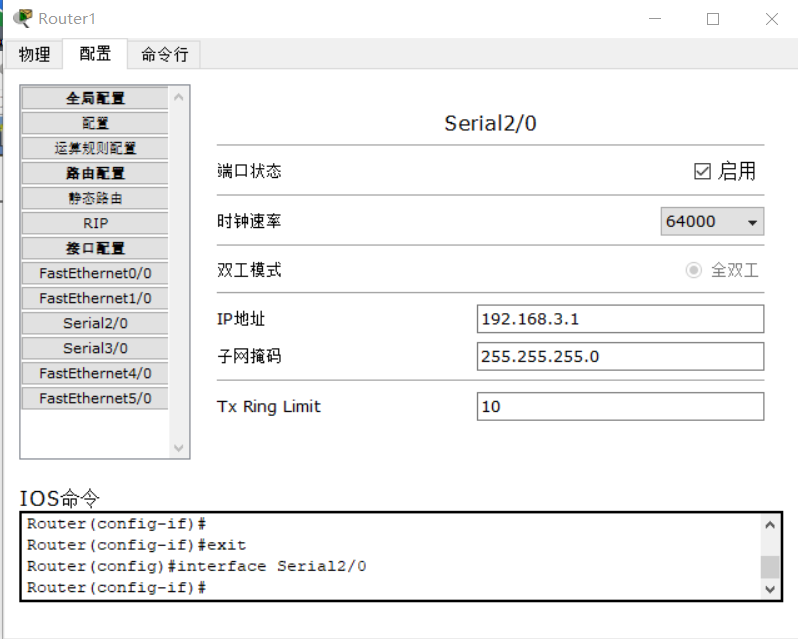 Router1
物理 配置 命令行
全局配置
配置
运算规则配置
路由配置
静态路由
RIP
接口配置
FastEthernet0/0
FastEthernet1/0
Serial2/0
Serial3/0
FastEthernet4/0
FastEthernet5/0
Serial2/0
端口状态 启用
时钟速率 64000
双工模式 全双工
IP地址 192.168.3.1
子网掩码 255.255.255.0
Tx Ring Limit 10
IOS命令
Router(config-if)#
Router(config-if)#exit
Router(config)#interface Serial2/0
Router(config-if)#